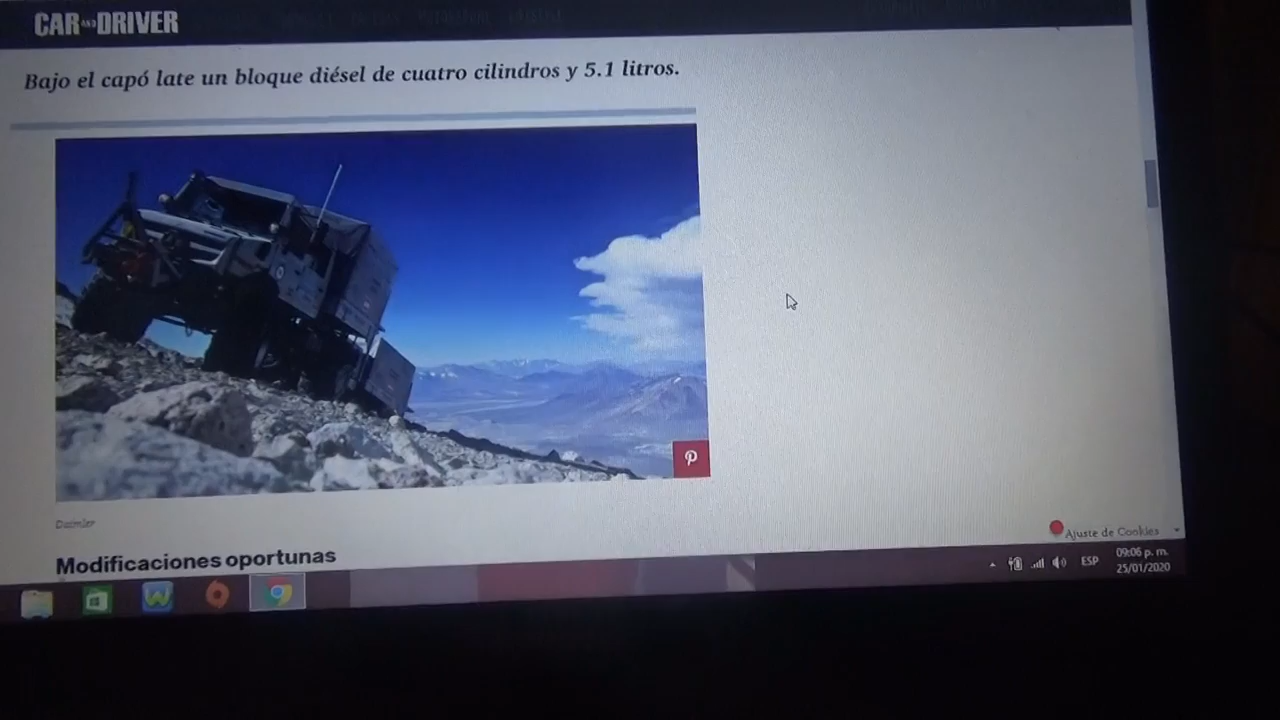 CAR AND DRIVER
Bajo el capó late un bloque diésel de cuatro cilindros y 5.1 litros.
Daimler
Modificaciones oportunas
Ajuste de Cookies
ESP
09:06 p. m.
25/01/2020